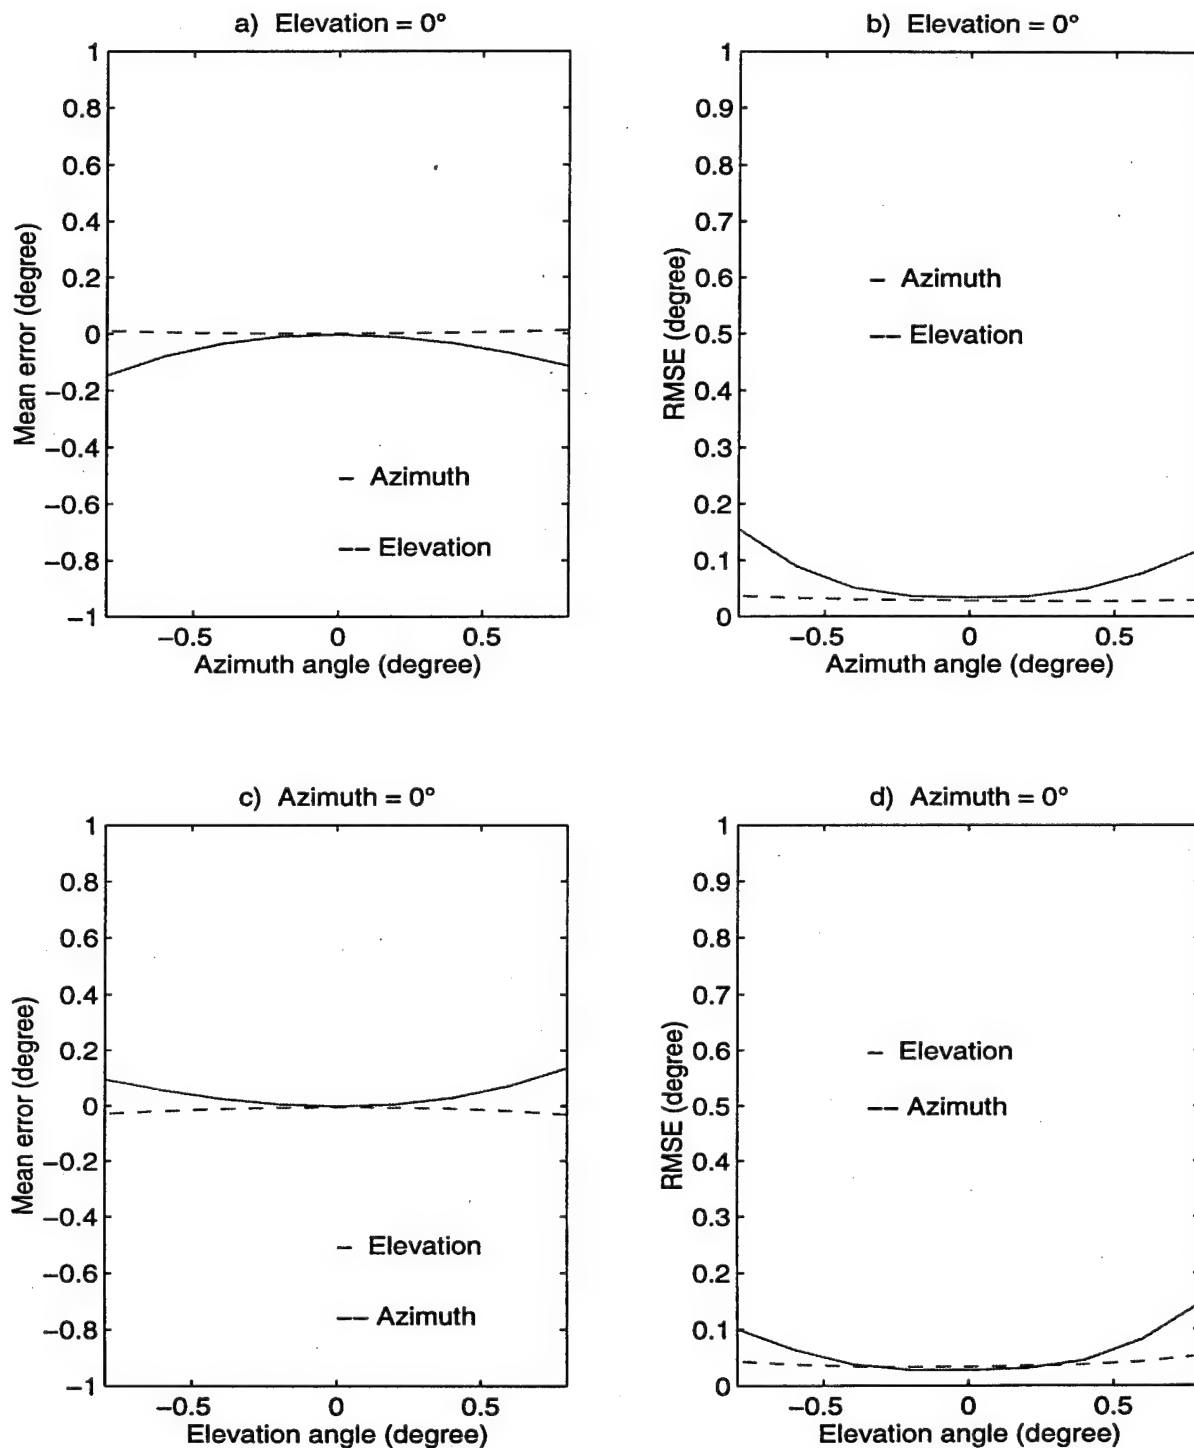 a) Elevation = 0°
1
0.8
0.6
0.4
0.2
0
−0.2
−0.4
−0.6
−0.8
−1
Mean error (degree)
– Azimuth
–– Elevation
−0.5 0 0.5
Azimuth angle (degree)
b) Elevation = 0°
1
0.9
0.8
0.7
0.6
0.5
0.4
0.3
0.2
0.1
0
RMSE (degree)
– Azimuth
–– Elevation
−0.5 0 0.5
Azimuth angle (degree)
c) Azimuth = 0°
1
0.8
0.6
0.4
0.2
0
−0.2
−0.4
−0.6
−0.8
−1
Mean error (degree)
– Elevation
–– Azimuth
−0.5 0 0.5
Elevation angle (degree)
d) Azimuth = 0°
1
0.9
0.8
0.7
0.6
0.5
0.4
0.3
0.2
0.1
0
RMSE (degree)
– Elevation
–– Azimuth
−0.5 0 0.5
Elevation angle (degree)